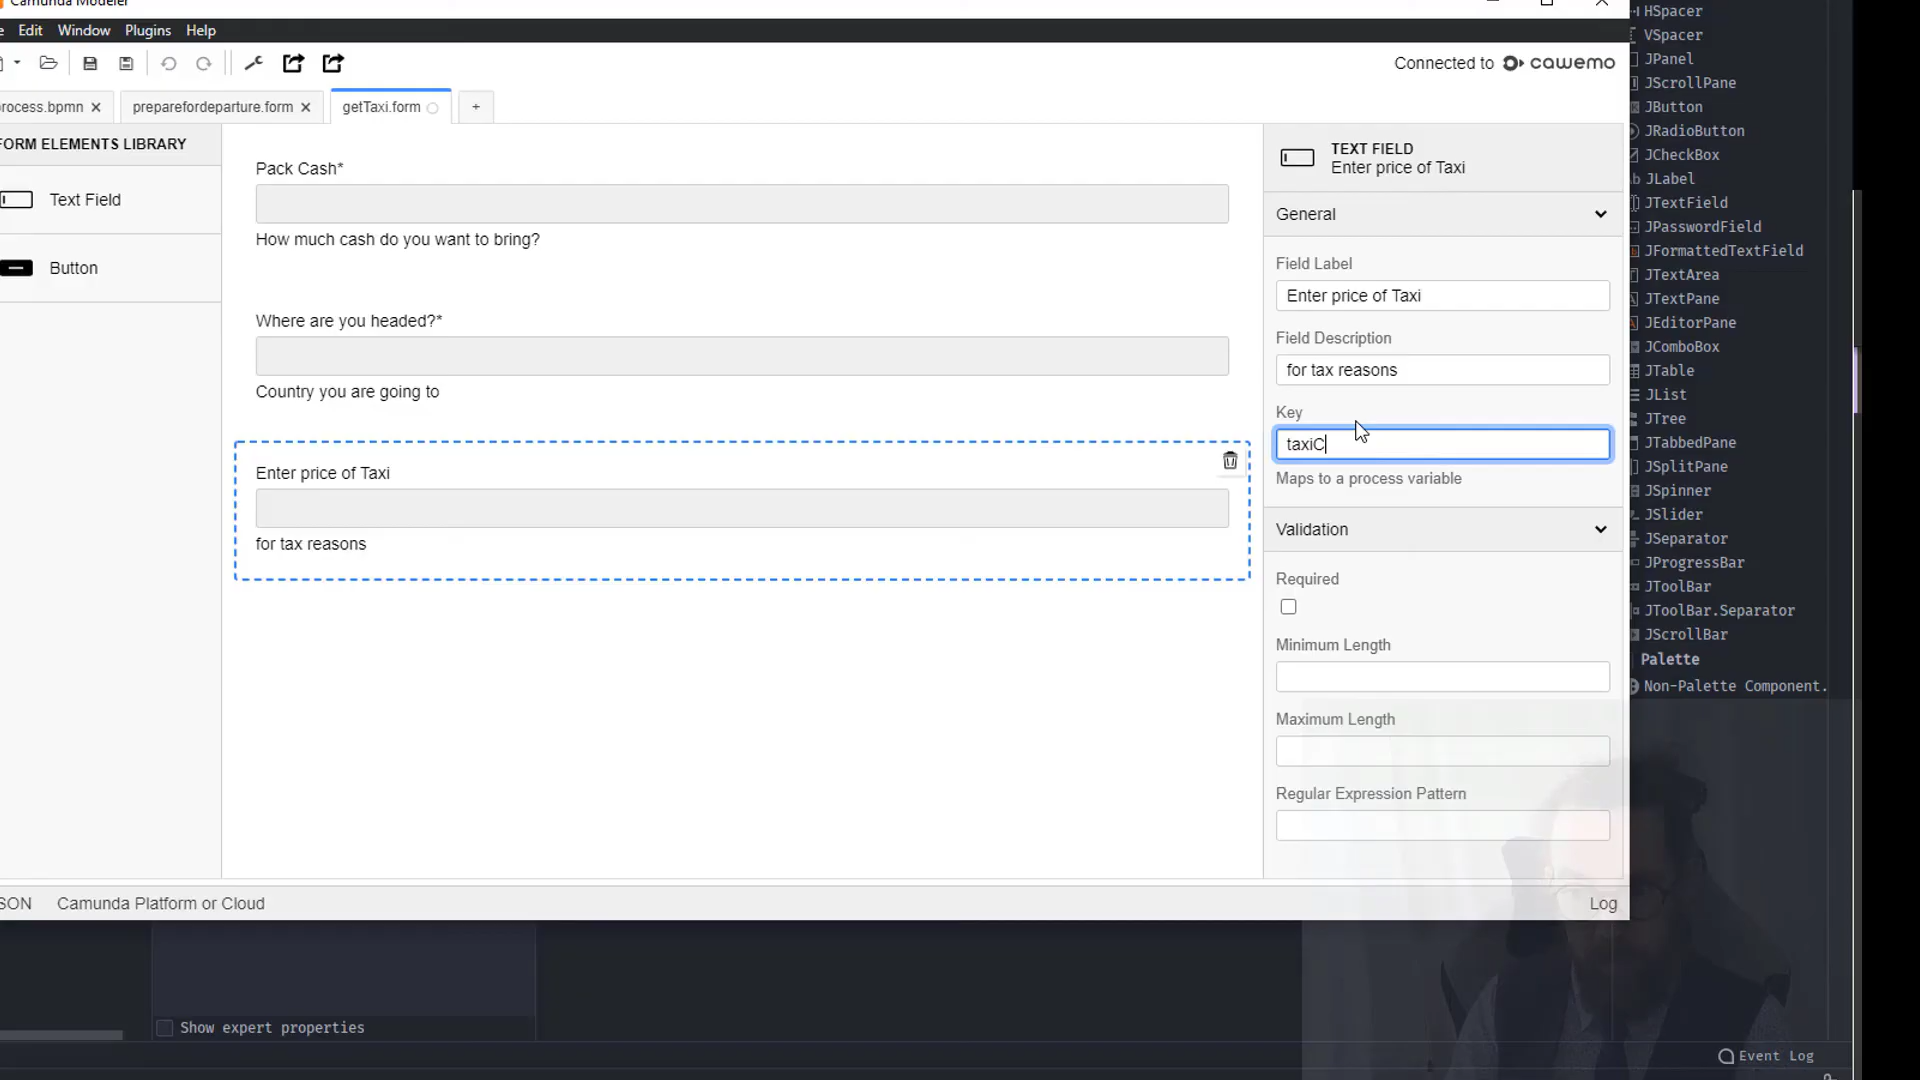 Camunda Modeler
Edit Window Plugins Help
Connected to cawemo
rocess.bpmn
preparefordeparture.form
getTaxi.form
+
FORM ELEMENTS LIBRARY
Text Field
Button
Pack Cash*
How much cash do you want to bring?
Where are you headed?*
Country you are going to
Enter price of Taxi
for tax reasons
TEXT FIELD
Enter price of Taxi
General
Field Label
Enter price of Taxi
Field Description
for tax reasons
Key
taxiC
Maps to a process variable
Validation
Required
Minimum Length
Maximum Length
Regular Expression Pattern
SON
Camunda Platform or Cloud
Log
HSpacer
VSpacer
JPanel
JScrollPane
JButton
JRadioButton
JCheckBox
JLabel
JTextField
JPasswordField
JFormattedTextField
JTextArea
JTextPane
JEditorPane
JComboBox
JTable
JList
JTree
JTabbedPane
JSplitPane
JSpinner
JSlider
JSeparator
JProgressBar
JToolBar
JToolBar.Separator
JScrollBar
Palette
Non-Palette Component.
Show expert properties
Event Log